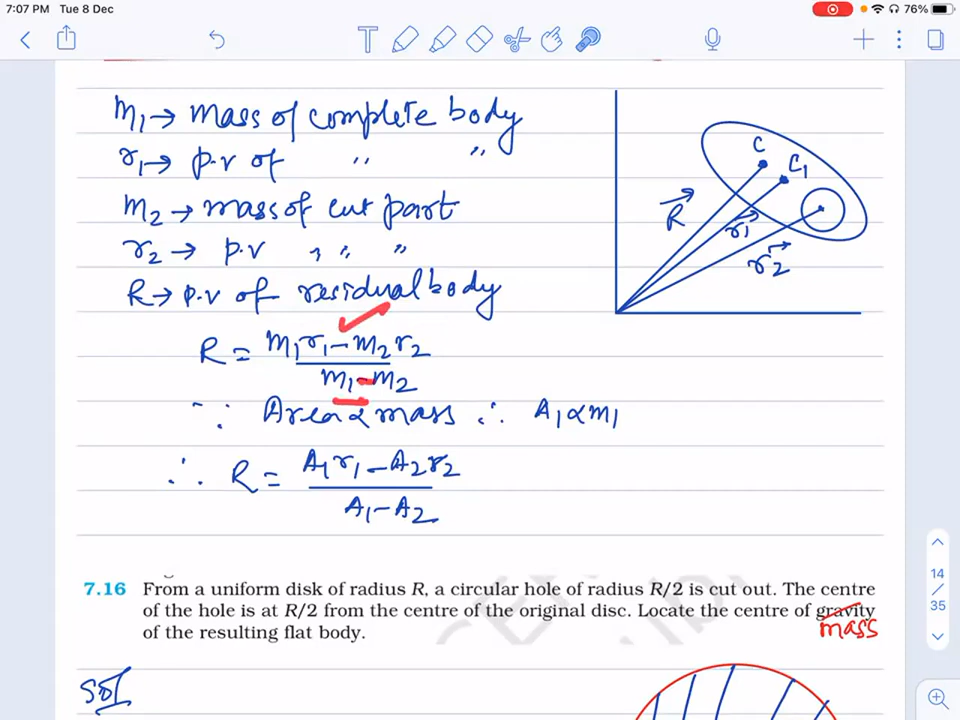 7:07 PM Tue 8 Dec
76%
T
m1→ mass of complete body
r1→ p.v of " "
m2→ mass of cut part
r2→ p.v " " "
R→ p.v of residual body
R = m1r1 - m2r2
m1 - m2
∵ Area ∝ mass ∴ A1 ∝ m1
∴ R = A1r1 - A2r2
A1 - A2
C
C1
R
r1
r2
14
/
35
7.16 From a uniform disk of radius R, a circular hole of radius R/2 is cut out. The centre
of the hole is at R/2 from the centre of the original disc. Locate the centre of gravity
mass
of the resulting flat body.
Sol